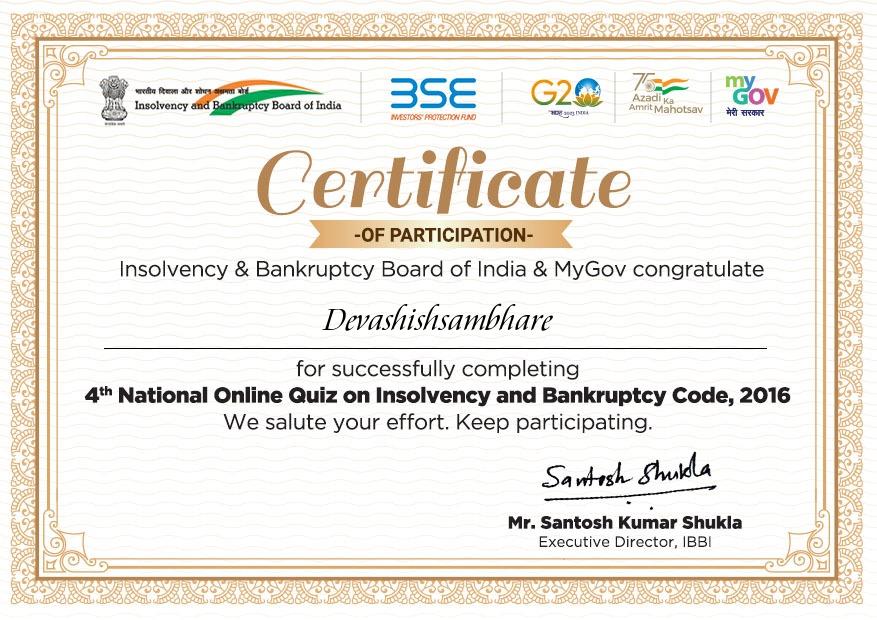 भारतीय दिवाला और शोधन अक्षमता बोर्ड
Insolvency and Bankruptcy Board of India
BSE
INVESTORS' PROTECTION FUND
G20
भारत 2023 INDIA
75
Azadi Ka
Amrit Mahotsav
my
GOV
मेरी सरकार
Certificate
-OF PARTICIPATION-
Insolvency & Bankruptcy Board of India & MyGov congratulate
Devashishsambhare
for successfully completing
4th National Online Quiz on Insolvency and Bankruptcy Code, 2016
We salute your effort. Keep participating.
Santosh Shukla
Mr. Santosh Kumar Shukla
Executive Director, IBBI